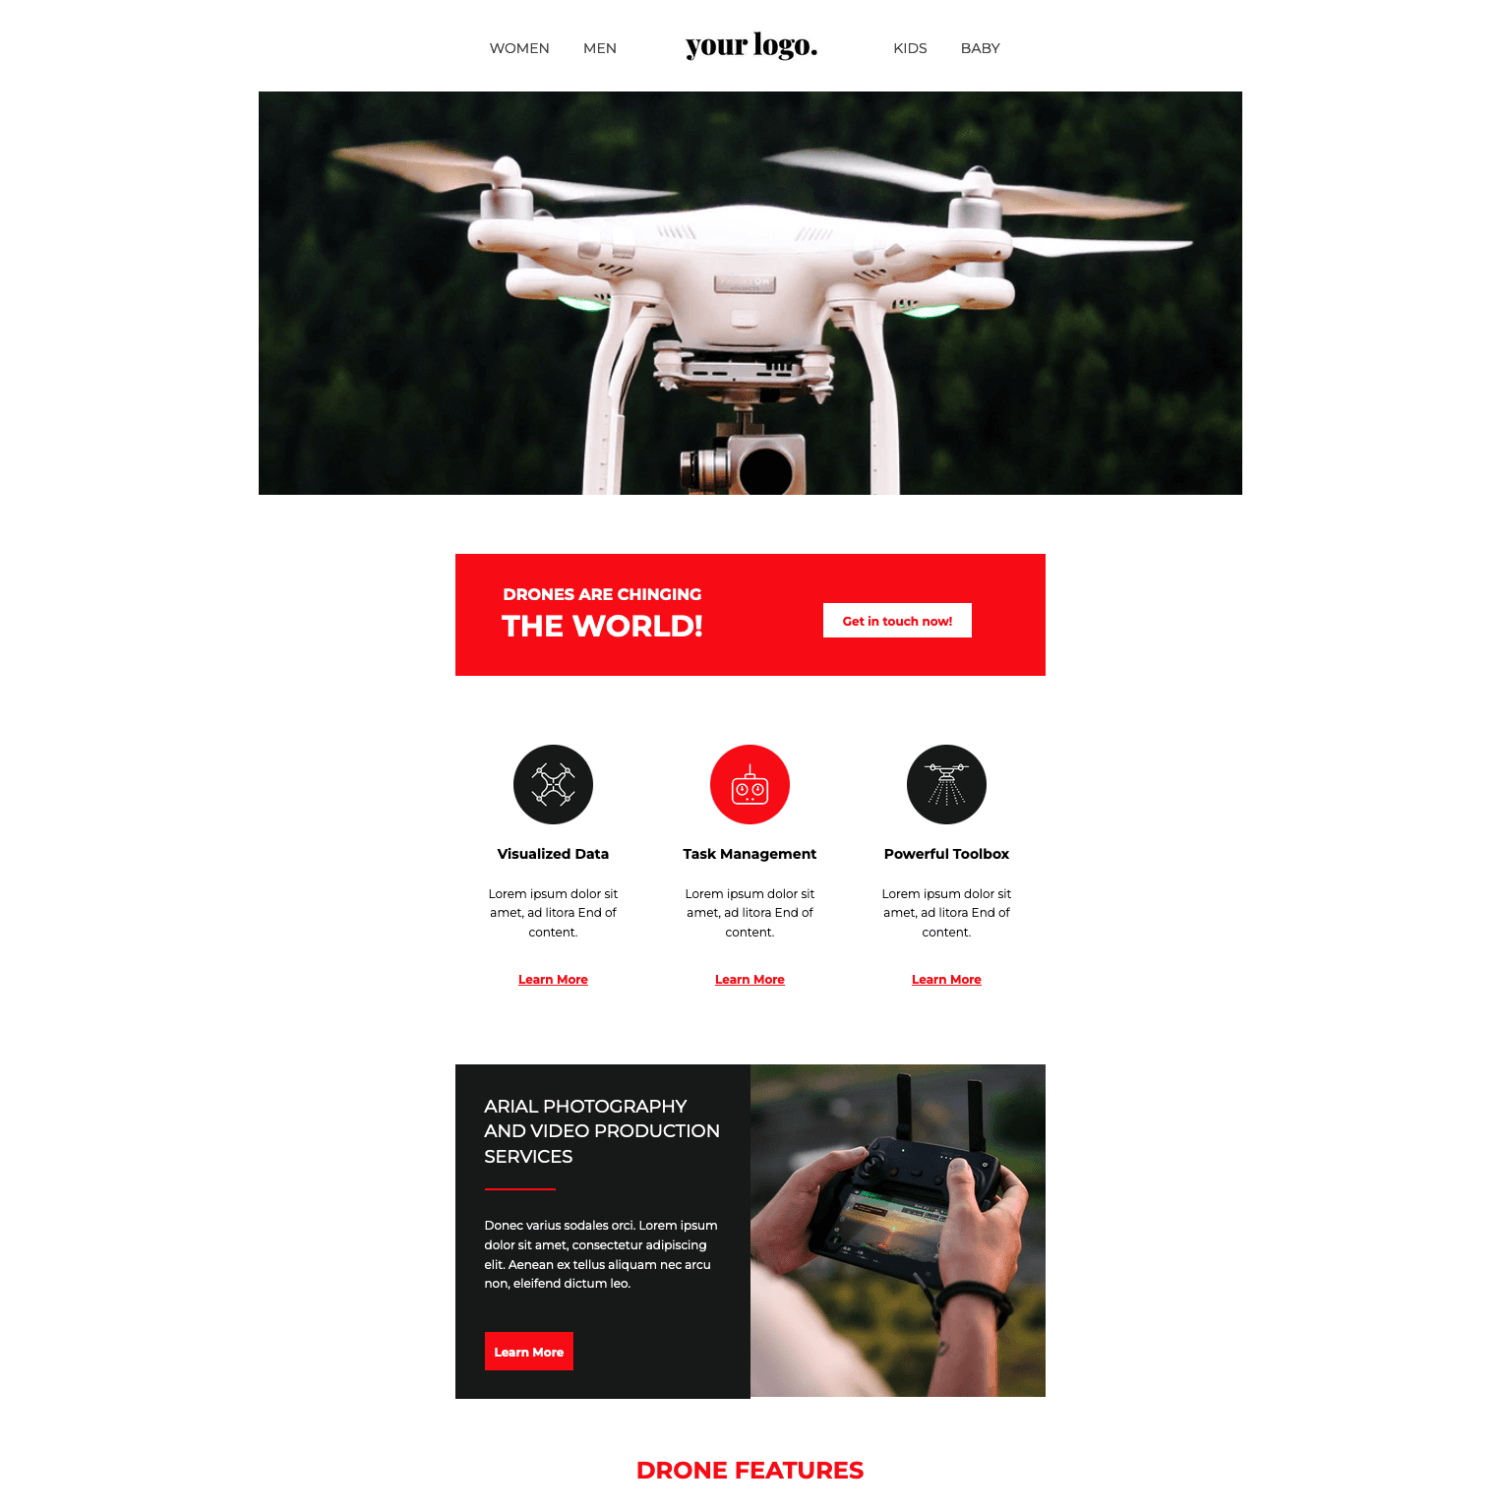 WOMEN MEN your logo. KIDS BABY
DRONES ARE CHINGING
THE WORLD!
Get in touch now!
Visualized Data
Lorem ipsum dolor sit
amet, ad litora End of
content.
Learn More
Task Management
Lorem ipsum dolor sit
amet, ad litora End of
content.
Learn More
Powerful Toolbox
Lorem ipsum dolor sit
amet, ad litora End of
content.
Learn More
ARIAL PHOTOGRAPHY
AND VIDEO PRODUCTION
SERVICES
Donec varius sodales orci. Lorem ipsum
dolor sit amet, consectetur adipiscing
elit. Aenean ex tellus aliquam nec arcu
non, eleifend dictum leo.
Learn More
DRONE FEATURES